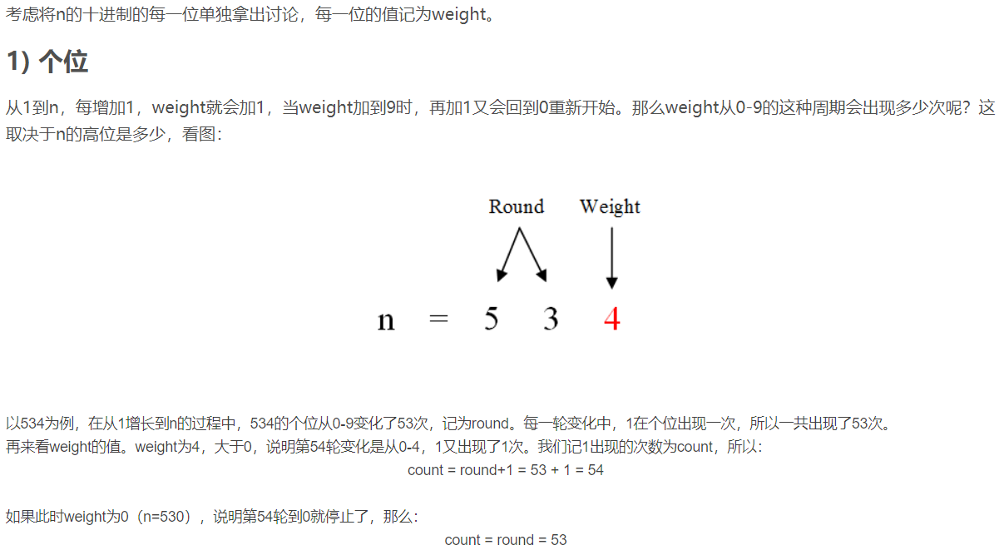 考虑将n的十进制的每一位单独拿出讨论，每一位的值记为weight。
1) 个位
从1到n，每增加1，weight就会加1，当weight加到9时，再加1又会回到0重新开始。那么weight从0-9的这种周期会出现多少次呢？这
取决于n的高位是多少，看图：
Round Weight
n = 5 3 4
以534为例，在从1增长到n的过程中，534的个位从0-9变化了53次，记为round。每一轮变化中，1在个位出现一次，所以一共出现了53次。
再来看weight的值。weight为4，大于0，说明第54轮变化是从0-4，1又出现了1次。我们记1出现的次数为count，所以：
count = round+1 = 53 + 1 = 54
如果此时weight为0（n=530），说明第54轮到0就停止了，那么：
count = round = 53